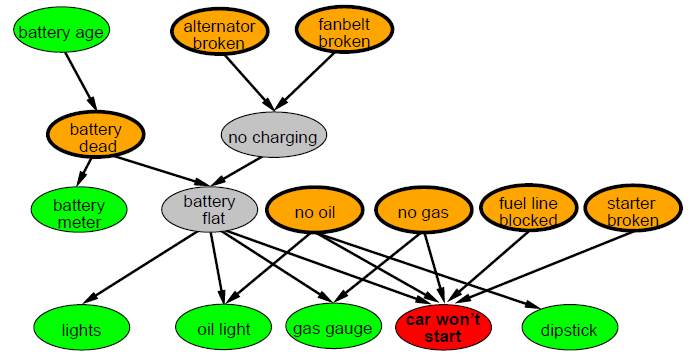 battery age
alternator
broken
fanbelt
broken
battery
dead
no charging
battery
meter
battery
flat
no oil
no gas
fuel line
blocked
starter
broken
lights
oil light
gas gauge
car won't
start
dipstick